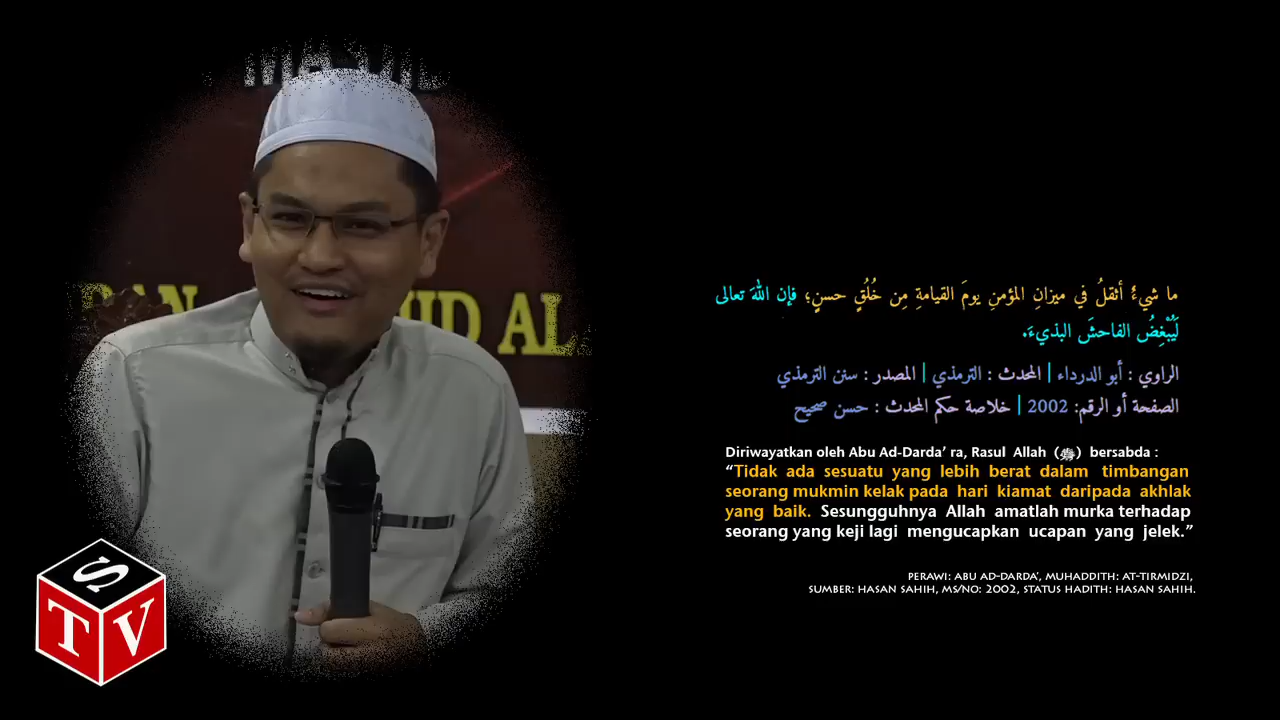 MASJID
AL
ما شيءٌ أثقلُ في ميزانِ المؤمنِ يومَ القيامةِ مِن خُلُقٍ حسنٍ؛ فإن اللهَ تعالى
لَيُبْغِضُ الفاحشَ البذيءَ.
الراوي : أبو الدرداء | المحدث : الترمذي | المصدر : سنن الترمذي
الصفحة أو الرقم: 2002 | خلاصة حكم المحدث : حسن صحيح
Diriwayatkan oleh Abu Ad-Darda’ ra, Rasul Allah (ﷺ) bersabda :
“Tidak ada sesuatu yang lebih berat dalam timbangan
seorang mukmin kelak pada hari kiamat daripada akhlak
yang baik. Sesungguhnya Allah amatlah murka terhadap
seorang yang keji lagi mengucapkan ucapan yang jelek.”
PERAWI: ABU AD-DARDA’, MUHADDITH: AT-TIRMIDZI,
SUMBER: HASAN SAHIH, MS/NO: 2002, STATUS HADITH: HASAN SAHIH.
S
T V